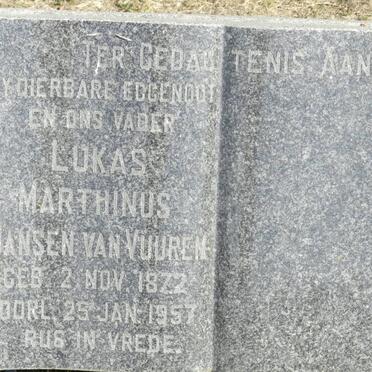 TER GEDAGTENIS AAN
MY DIERBARE EGGENOOT
EN ONS VADER
LUKAS
MARTHINUS
JANSEN VAN VUUREN
GEB. 2 NOV. 1872
OORL. 25 JAN. 1957
RUS IN VREDE.